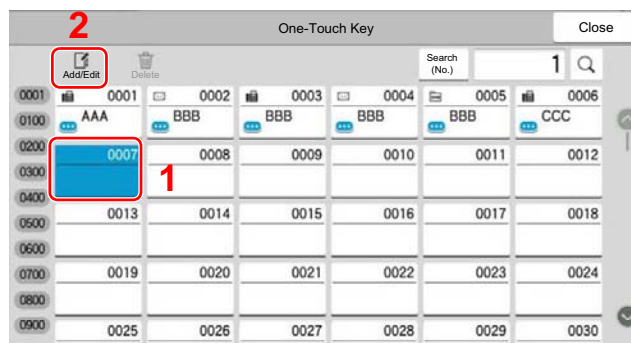 2
One-Touch Key
Close
Add/Edit
Delete
Search
(No.)
1
0001
0100
0200
0300
0400
0500
0600
0700
0800
0900
0001 0002 0003 0004 0005 0006
AAA BBB BBB BBB BBB CCC
0007 0008 0009 0010 0011 0012
1
0013 0014 0015 0016 0017 0018
0019 0020 0021 0022 0023 0024
0025 0026 0027 0028 0029 0030